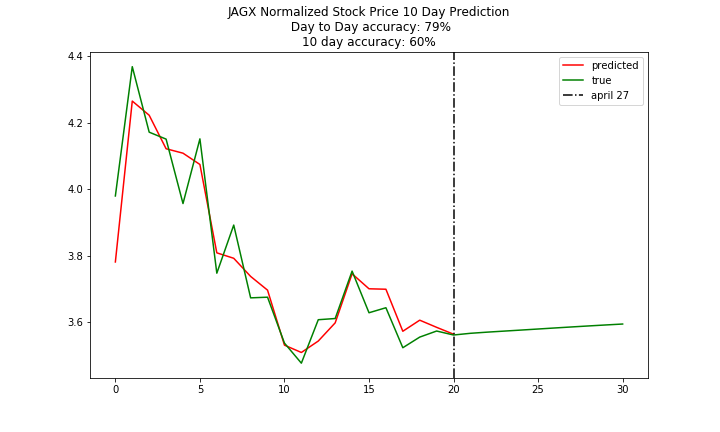 JAGX Normalized Stock Price 10 Day Prediction
Day to Day accuracy: 79%
10 day accuracy: 60%
4.4
4.2
4.0
3.8
3.6
predicted
true
april 27
0 5 10 15 20 25 30